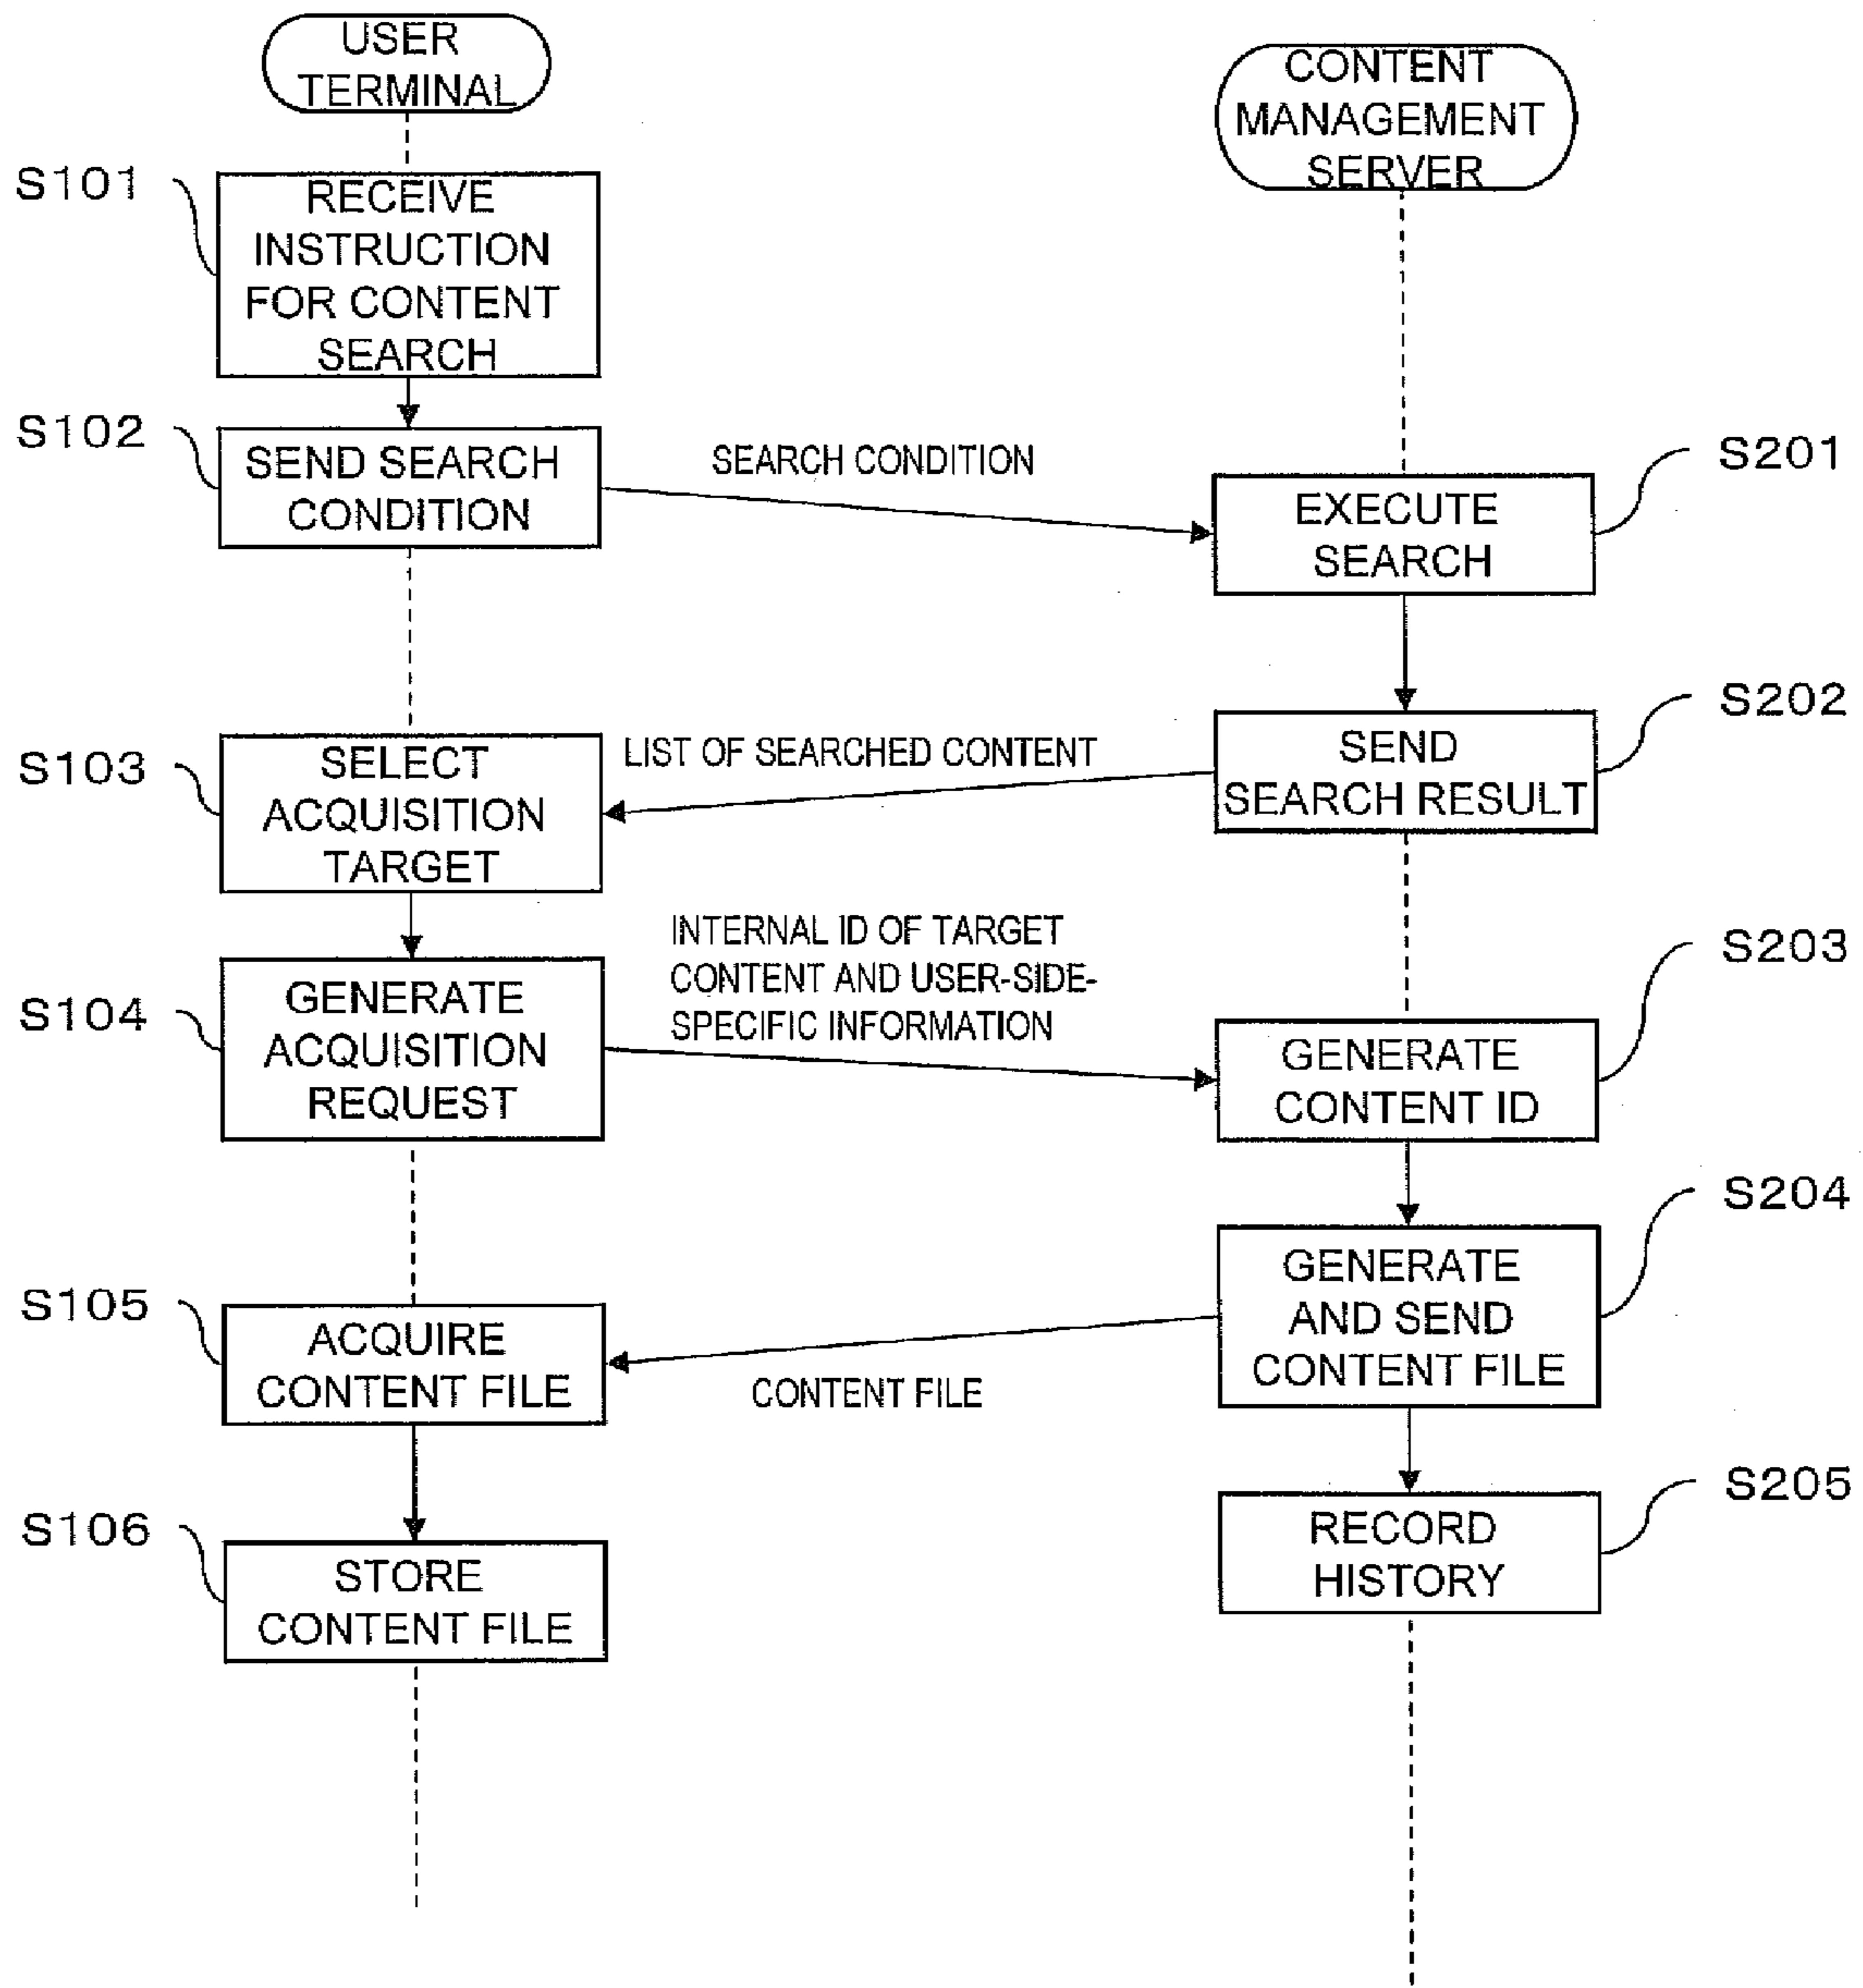 USER
TERMINAL
CONTENT
MANAGEMENT
SERVER
S101
RECEIVE
INSTRUCTION
FOR CONTENT
SEARCH
S102
SEND SEARCH
CONDITION
SEARCH CONDITION
S201
EXECUTE
SEARCH
S202
SEND
SEARCH RESULT
LIST OF SEARCHED CONTENT
S103
SELECT
ACQUISITION
TARGET
S104
GENERATE
ACQUISITION
REQUEST
INTERNAL ID OF TARGET
CONTENT AND USER-SIDE-
SPECIFIC INFORMATION
S203
GENERATE
CONTENT ID
S204
GENERATE
AND SEND
CONTENT FILE
CONTENT FILE
S105
ACQUIRE
CONTENT FILE
S205
RECORD
HISTORY
S106
STORE
CONTENT FILE